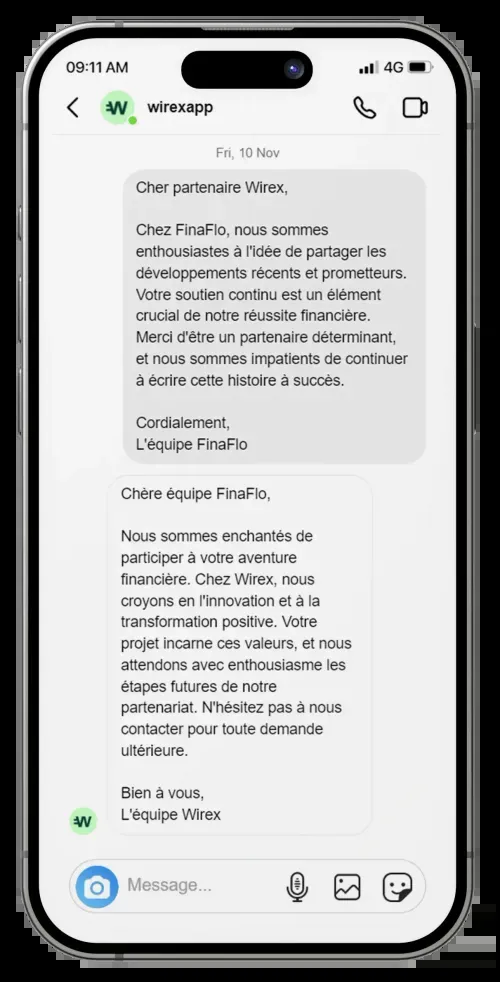 09:11 AM
4G
wirexapp
Fri, 10 Nov
Cher partenaire Wirex,
Chez FinaFlo, nous sommes
enthousiastes à l'idée de partager les
développements récents et prometteurs.
Votre soutien continu est un élément
crucial de notre réussite financière.
Merci d'être un partenaire déterminant,
et nous sommes impatients de continuer
à écrire cette histoire à succès.
Cordialement,
L'équipe FinaFlo
Chère équipe FinaFlo,
Nous sommes enchantés de
participer à votre aventure
financière. Chez Wirex, nous
croyons en l'innovation et à la
transformation positive. Votre
projet incarne ces valeurs, et nous
attendons avec enthousiasme les
étapes futures de notre
partenariat. N'hésitez pas à nous
contacter pour toute demande
ultérieure.
Bien à vous,
L'équipe Wirex
Message...